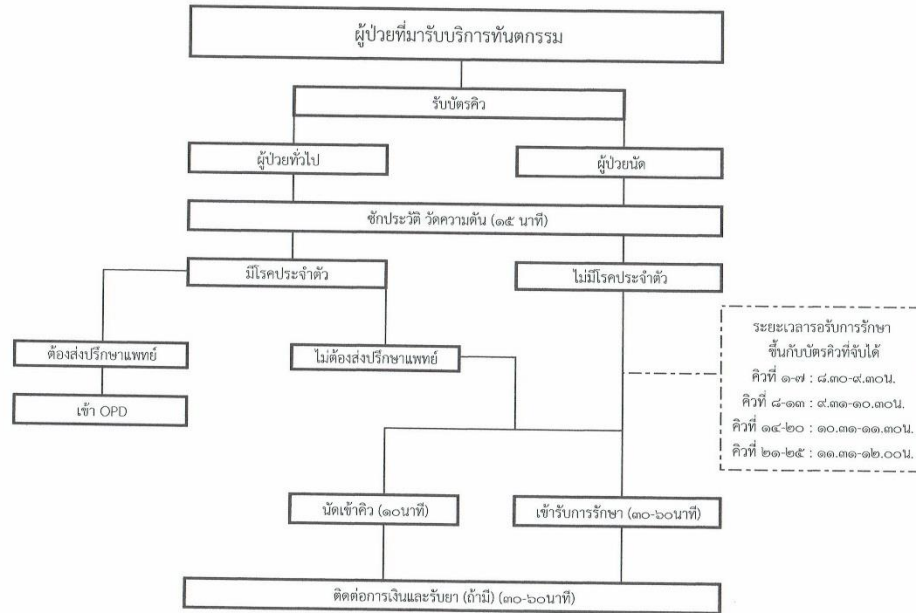 ผู้ป่วยที่มารับบริการทันตกรรม
รับบัตรคิว
ผู้ป่วยทั่วไป
ผู้ป่วยนัด
ซักประวัติ วัดความดัน (๑๕ นาที)
มีโรคประจำตัว
ไม่มีโรคประจำตัว
ต้องส่งปรึกษาแพทย์
ไม่ต้องส่งปรึกษาแพทย์
เข้า OPD
ระยะเวลารอรับการรักษา
ขึ้นกับบัตรคิวที่จับได้
คิวที่ ๑-๗ : ๘.๓๐-๙.๓๐น.
คิวที่ ๘-๑๓ : ๙.๓๑-๑๐.๓๐น.
คิวที่ ๑๔-๒๐ : ๑๐.๓๑-๑๑.๓๐น.
คิวที่ ๒๑-๒๕ : ๑๑.๓๑-๑๒.๐๐น.
นัดเข้าคิว (๑๐นาที)
เข้ารับการรักษา (๓๐-๖๐นาที)
ติดต่อการเงินและรับยา (ถ้ามี) (๓๐-๖๐นาที)